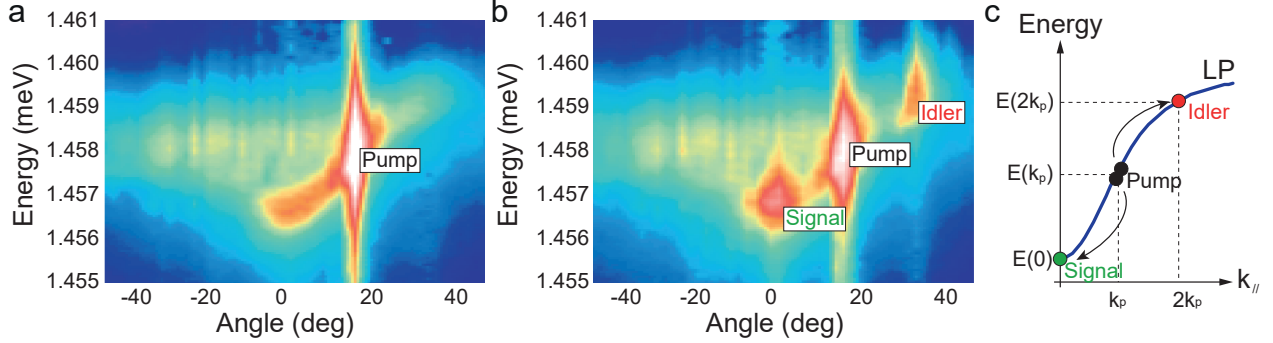 a
1.461
1.460
1.459
1.458
1.457
1.456
1.455
Energy (meV)
Pump
-40 -20 0 20 40
Angle (deg)
b
1.461
1.460
1.459
1.458
1.457
1.456
1.455
Energy (meV)
Idler
Pump
Signal
-40 -20 0 20 40
Angle (deg)
c
Energy
LP
E(2kp)
Idler
E(kp)
Pump
E(0)
Signal
kp 2kp
k//